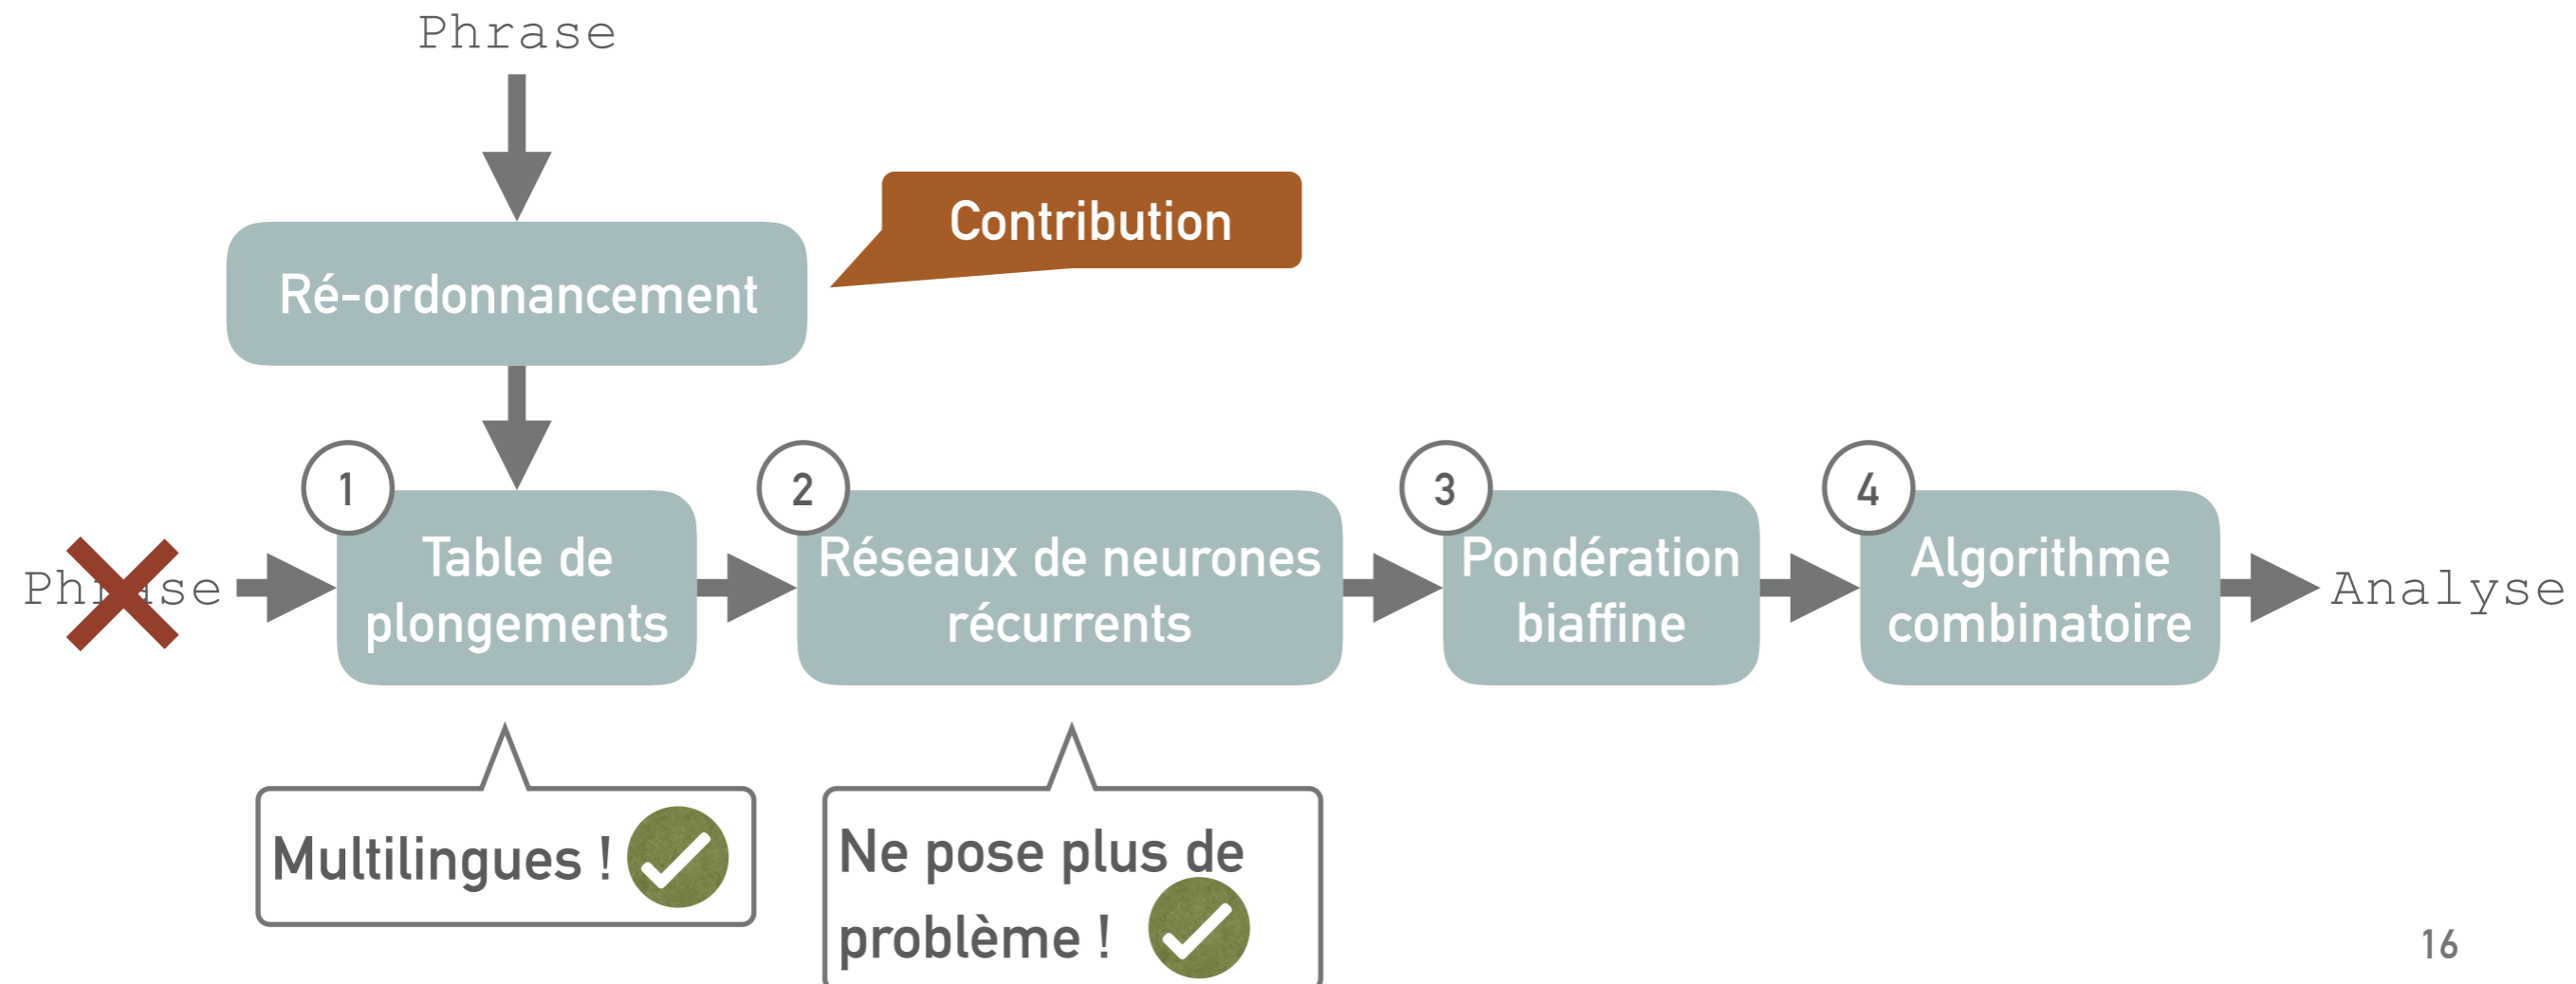 Phrase
Contribution
Ré-ordonnancement
1
2
3
4
Phrase
Table de
plongements
Réseaux de neurones
récurrents
Pondération
biaffine
Algorithme
combinatoire
Analyse
Multilingues !
Ne pose plus de
problème !
16